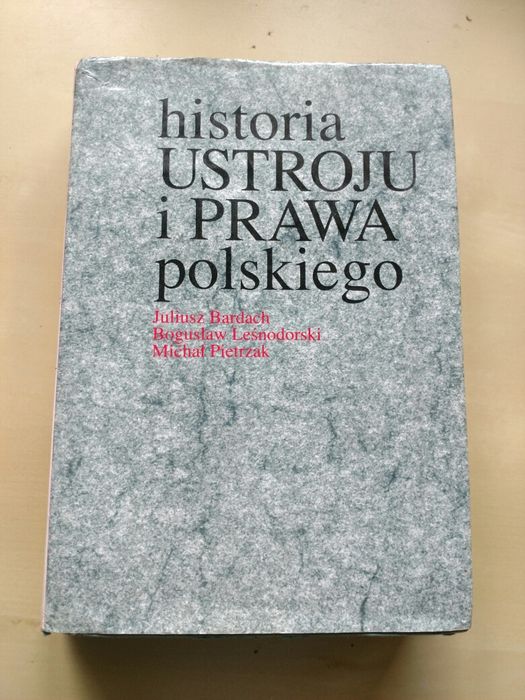 historia
USTROJU
i PRAWA
polskiego
Juliusz Bardach
Bogusław Leśnodorski
Michał Pietrzak